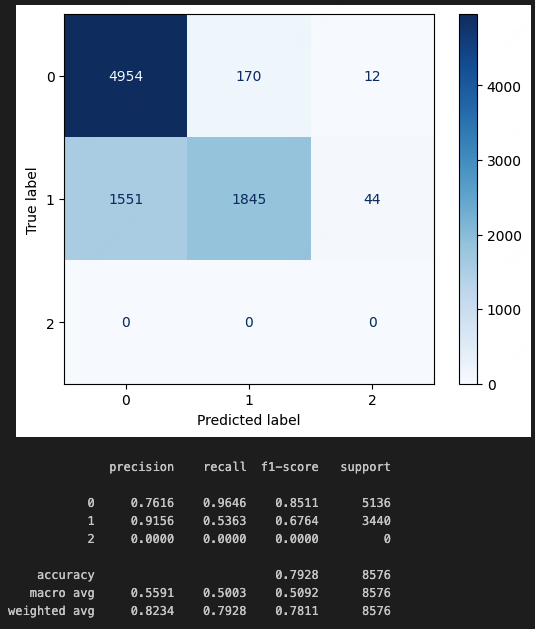 0 4954 170 12
4000
3000
True label
1 1551 1845 44
2000
1000
2 0 0 0
0
0 1 2
Predicted label
precision recall f1-score support
0 0.7616 0.9646 0.8511 5136
1 0.9156 0.5363 0.6764 3440
2 0.0000 0.0000 0.0000 0
accuracy 0.7928 8576
macro avg 0.5591 0.5003 0.5092 8576
weighted avg 0.8234 0.7928 0.7811 8576